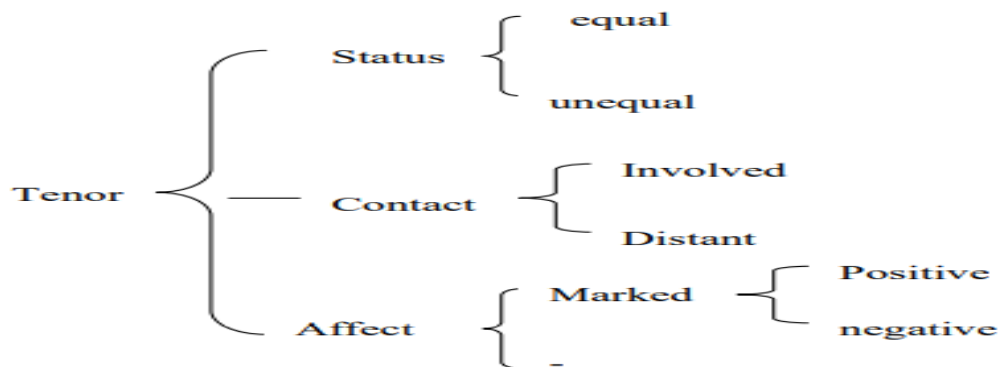 equal
Status
unequal
Involved
Tenor
Contact
Distant
Positive
Marked
Affect
negative
-